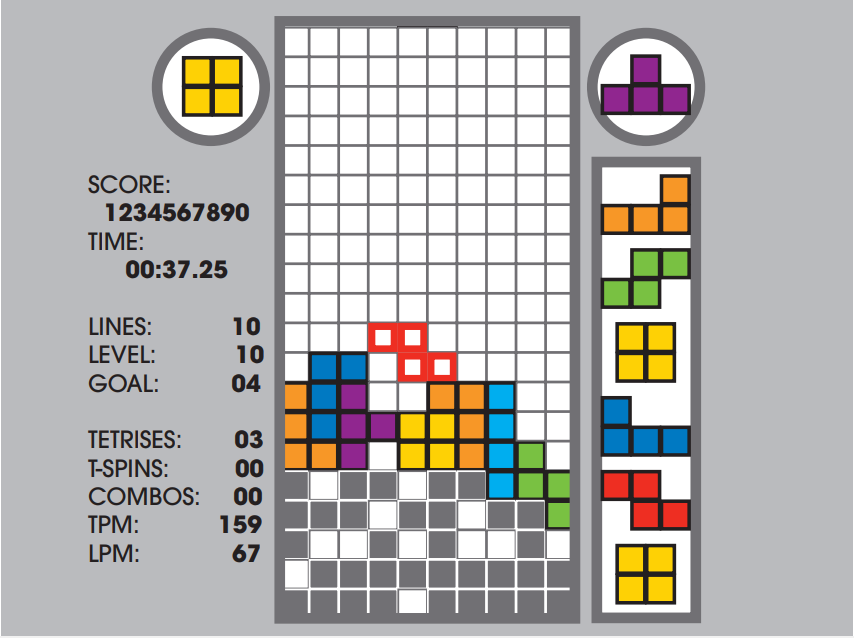 SCORE:
1234567890
TIME:
00:37.25
LINES: 10
LEVEL: 10
GOAL: 04
TETRISES: 03
T-SPINS: 00
COMBOS: 00
TPM: 159
LPM: 67